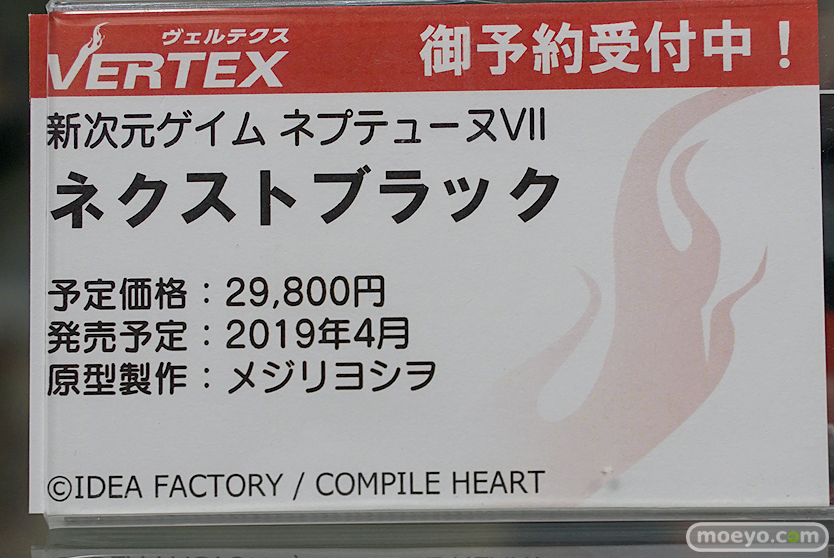 ヴェルテクス
VERTEX
御予約受付中！
新次元ゲイム ネプテューヌVII
ネクストブラック
予定価格：29,800円
発売予定：2019年4月
原型製作：メジリヨシヲ
©IDEA FACTORY / COMPILE HEART
moeyo.com